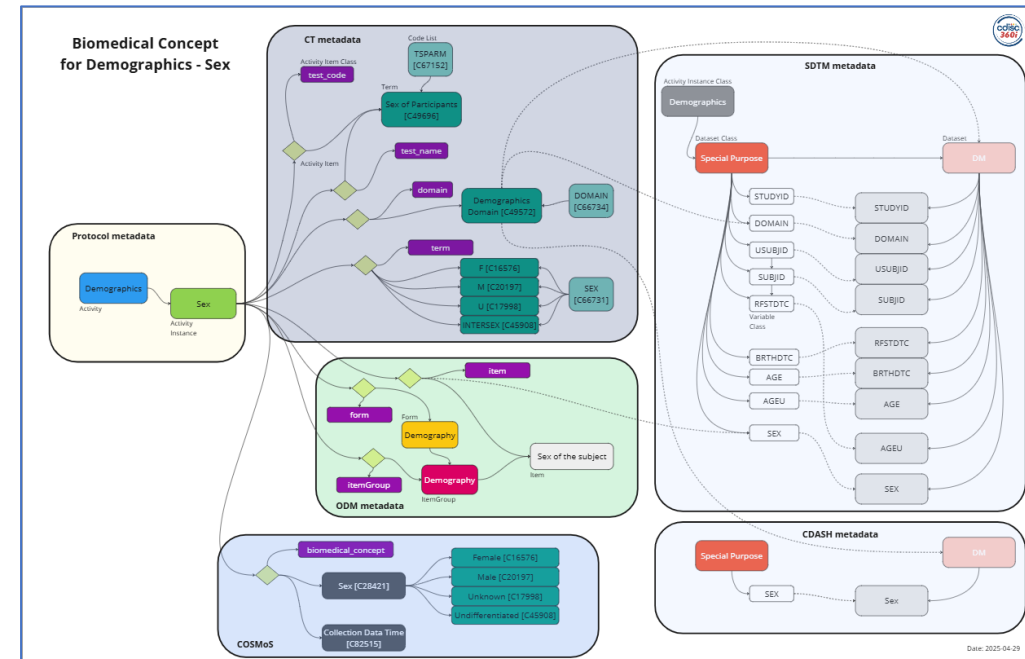 Biomedical Concept
for Demographics - Sex
cdisc
360i
CT metadata
Code List
TSPARM
[C67152]
Activity Item Class
test_code
Term
Sex of Participants
[C49696]
Activity Item
test_name
domain
Demographics
Domain [C49572]
DOMAIN
[C66734]
term
F [C16576]
M [C20197]
U [C17998]
INTERSEX [C45908]
SEX
[C66731]
Protocol metadata
Demographics
Activity
Sex
Activity
Instance
item
form
Form
Demography
itemGroup
Demography
ItemGroup
Sex of the subject
Item
ODM metadata
biomedical_concept
Sex [C28421]
Female [C16576]
Male [C20197]
Unknown [C17998]
Undifferentiated [C45908]
Collection Data Time
[C82515]
COSMoS
SDTM metadata
Activity Instance Class
Demographics
Dataset Class
Special Purpose
Dataset
DM
STUDYID
DOMAIN
USUBJID
SUBJID
RFSTDTC
Variable
Class
BRTHDTC
AGE
AGEU
SEX
STUDYID
DOMAIN
USUBJID
SUBJID
RFSTDTC
BRTHDTC
AGE
AGEU
SEX
CDASH metadata
Special Purpose
DM
SEX
Sex
Date: 2025-04-29